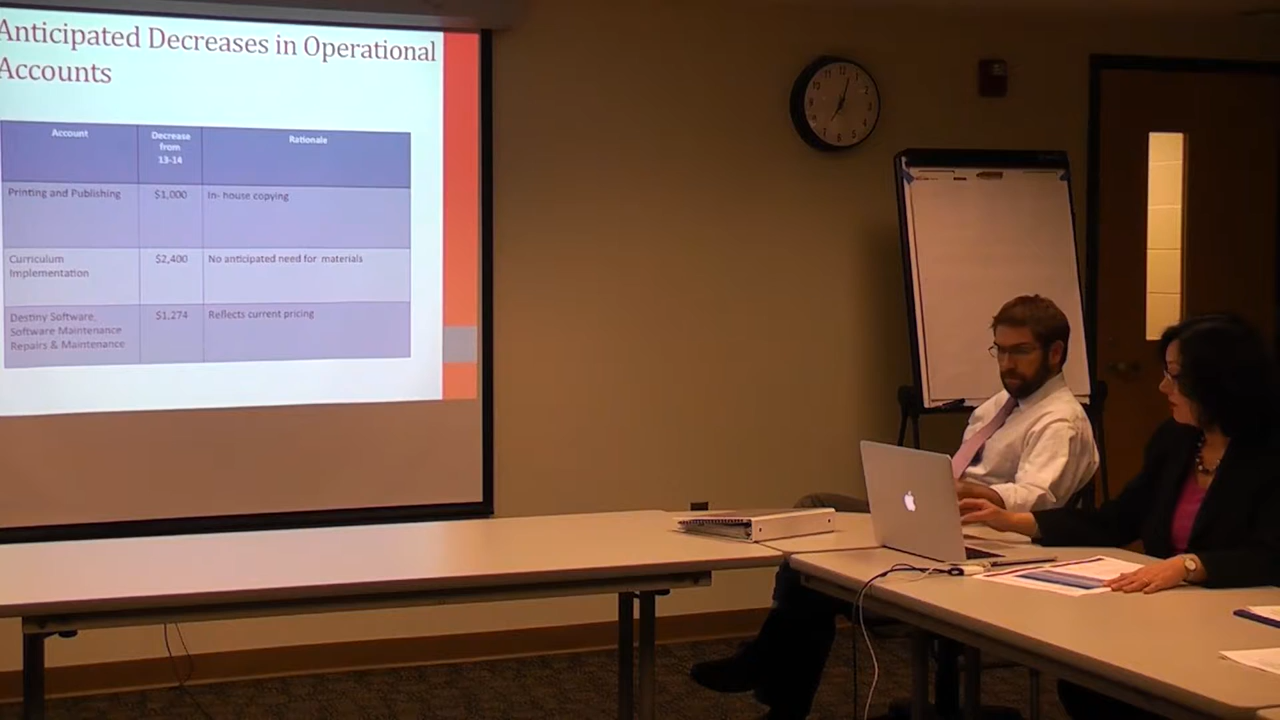 Anticipated Decreases in Operational
Accounts
Account
Decrease
from
13-14
Rationale
Printing and Publishing
$1,000
In- house copying
Curriculum
Implementation
$2,400
No anticipated need for materials
Destiny Software,
Software Maintenance
Repairs & Maintenance
$1,274
Reflects current pricing